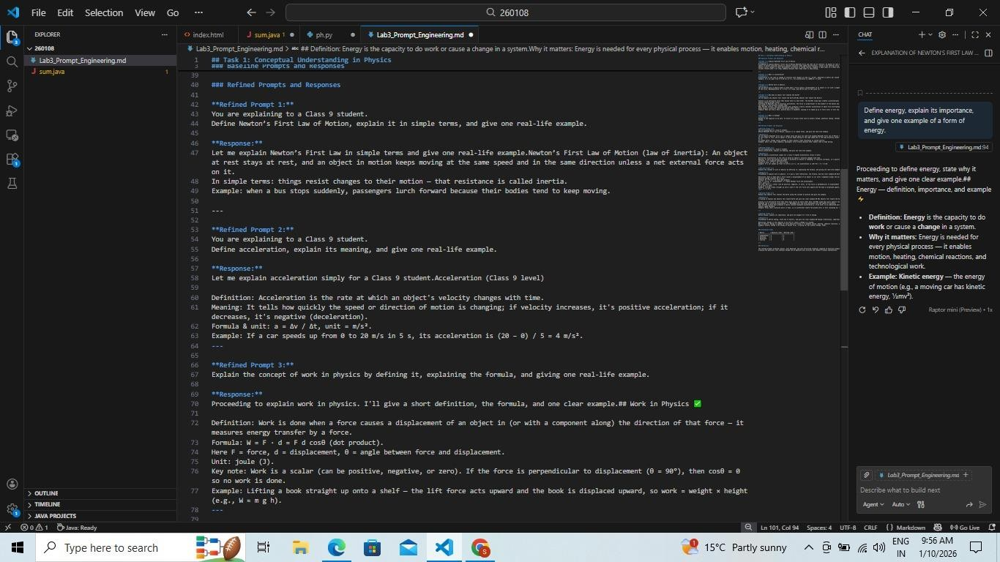 File Edit Selection View Go ··· 260108
EXPLORER ···
260108
Lab3_Prompt_Engineering.md
sum.java 1
OUTLINE
TIMELINE
JAVA PROJECTS
index.html sum.java 1 ph.py Lab3_Prompt_Engineering.md
Lab3_Prompt_Engineering.md > ## Definition: Energy is the capacity to do work or cause a change in a system.Why it matters: Energy is needed for every physical process — it enables motion, heating, chemical r...
1 ## Task 1: Conceptual Understanding in Physics
3 ### Baseline Prompts and Responses
39
40 ### Refined Prompts and Responses
41
42 **Refined Prompt 1:**
43 You are explaining to a Class 9 student.
44 Define Newton’s First Law of Motion, explain it in simple terms, and give one real-life example.
45
46 **Response:**
47 Let me explain Newton’s First Law in simple terms and give one real-life example.Newton’s First Law of Motion (law of inertia): An object
at rest stays at rest, and an object in motion keeps moving at the same speed and in the same direction unless a net external force acts
on it.
48 In simple terms: things resist changes to their motion — that resistance is called inertia.
49 Example: when a bus stops suddenly, passengers lurch forward because their bodies tend to keep moving.
50
51 ---
52
53 **Refined Prompt 2:**
54 You are explaining to a Class 9 student.
55 Define acceleration, explain its meaning, and give one real-life example.
56
57 **Response:**
58 Let me explain acceleration simply for a Class 9 student.Acceleration (Class 9 level)
59
60 Definition: Acceleration is the rate at which an object's velocity changes with time.
61 Meaning: It tells how quickly the speed or direction of motion is changing; if velocity increases, it's positive acceleration; if it
decreases, it's negative (deceleration).
62 Formula & unit: a = Δv / Δt, unit = m/s².
63 Example: If a car speeds up from 0 to 20 m/s in 5 s, its acceleration is (20 − 0) / 5 = 4 m/s².
64 ---
65
66 **Refined Prompt 3:**
67 Explain the concept of work in physics by defining it, explaining the formula, and giving one real-life example.
68
69 **Response:**
70 Proceeding to explain work in physics. I'll give a short definition, the formula, and one clear example.## Work in Physics ✅
71
72 Definition: Work is done when a force causes a displacement of an object in (or with a component along) the direction of that force — it
measures energy transfer by a force.
73 Formula: W = F · d = F d cosθ (dot product).
74 Here F = force, d = displacement, θ = angle between force and displacement.
75 Unit: joule (J).
76 Key note: Work is a scalar (can be positive, negative, or zero). If the force is perpendicular to displacement (θ = 90°), then cosθ = 0
so no work is done.
77 Example: Lifting a book straight up onto a shelf — the lift force acts upward and the book is displaced upward, so work = weight × height
(e.g., W = m g h).
78 ---
79
CHAT
EXPLANATION OF NEWTON'S FIRST LAW ...
Define energy, explain its importance,
and give one example of a form of
energy.
Lab3_Prompt_Engineering.md:94
Proceeding to define energy, state why it
matters, and give one clear example.##
Energy — definition, importance, and example
⚡
• Definition: Energy is the capacity to do
work or cause a change in a system.
• Why it matters: Energy is needed for
every physical process — it enables
motion, heating, chemical reactions, and
technological work.
• Example: Kinetic energy — the energy
of motion (e.g., a moving car has kinetic
energy, ½mv²).
Raptor mini (Preview) • 1x
Lab3_Prompt_Engineering.md
Describe what to build next
Agent Auto
0 1 Java: Ready Ln 101, Col 94 Spaces: 4 UTF-8 CRLF {} Markdown Go Live
Type here to search 15°C Partly sunny ENG IN 9:56 AM 1/10/2026